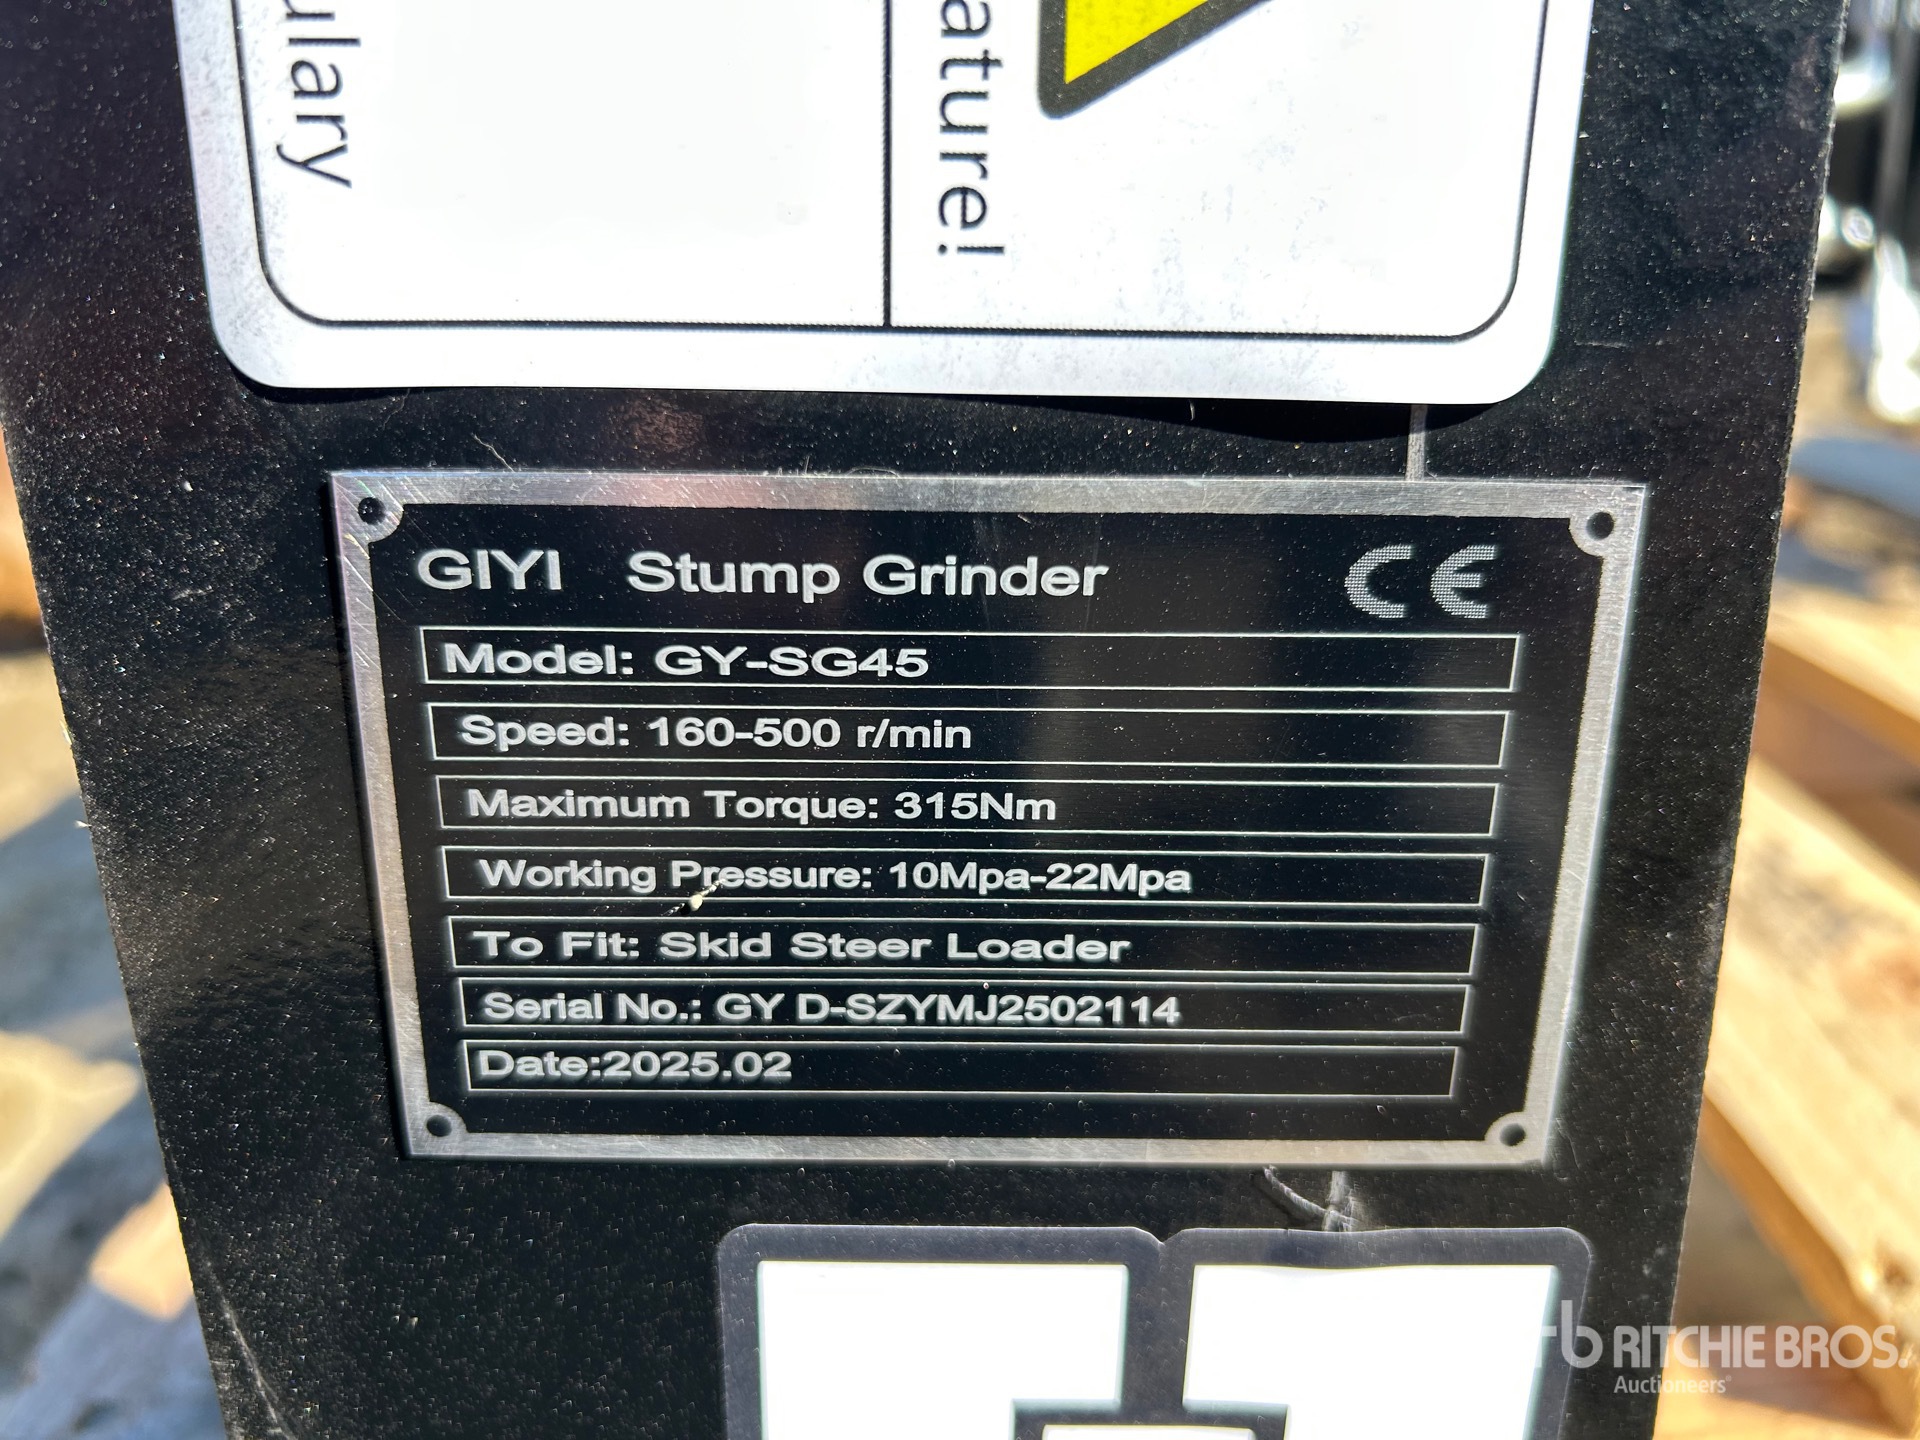 ulary
ature!
GIYI Stump Grinder CE
Model: GY-SG45
Speed: 160-500 r/min
Maximum Torque: 315Nm
Working Pressure: 10Mpa-22Mpa
To Fit: Skid Steer Loader
Serial No.: GY D-SZYMJ2502114
Date:2025.02
rb RITCHIE BROS.
Auctioneers